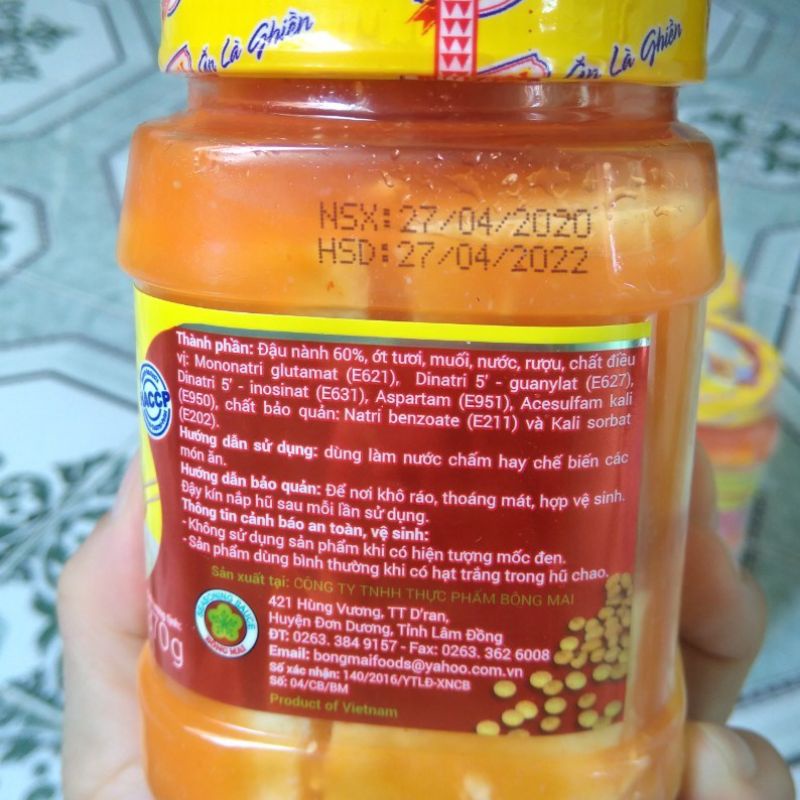 Ăn Là Ghiền
Ăn Là Ghiền
NSX: 27/04/2020
HSD: 27/04/2022
Thành phần: Đậu nành 60%, ớt tươi, muối, nước, rượu, chất điều
vị: Mononatri glutamat (E621), Dinatri 5' - guanylat (E627),
Dinatri 5' - inosinat (E631), Aspartam (E951), Acesulfam kali
(E950), chất bảo quản: Natri benzoate (E211) và Kali sorbat
(E202).
HACCP
Hướng dẫn sử dụng: dùng làm nước chấm hay chế biến các
món ăn.
Hướng dẫn bảo quản: Để nơi khô ráo, thoáng mát, hợp vệ sinh.
Đậy kín nắp hũ sau mỗi lần sử dụng.
Thông tin cảnh báo an toàn, vệ sinh:
- Không sử dụng sản phẩm khi có hiện tượng mốc đen.
- Sản phẩm dùng bình thường khi có hạt trắng trong hũ chao.
Sản xuất tại: CÔNG TY TNHH THỰC PHẨM BÔNG MAI
421 Hùng Vương, TT D'ran,
Huyện Đơn Dương, Tỉnh Lâm Đồng
ĐT: 0263. 384 9157 - Fax: 0263. 362 6008
Email: bongmaifoods@yahoo.com.vn
Số xác nhận: 140/2016/YTLĐ-XNCB
Số: 04/CB/BM
Product of Vietnam
SEASONING SAUCE
BONG MAI
70g